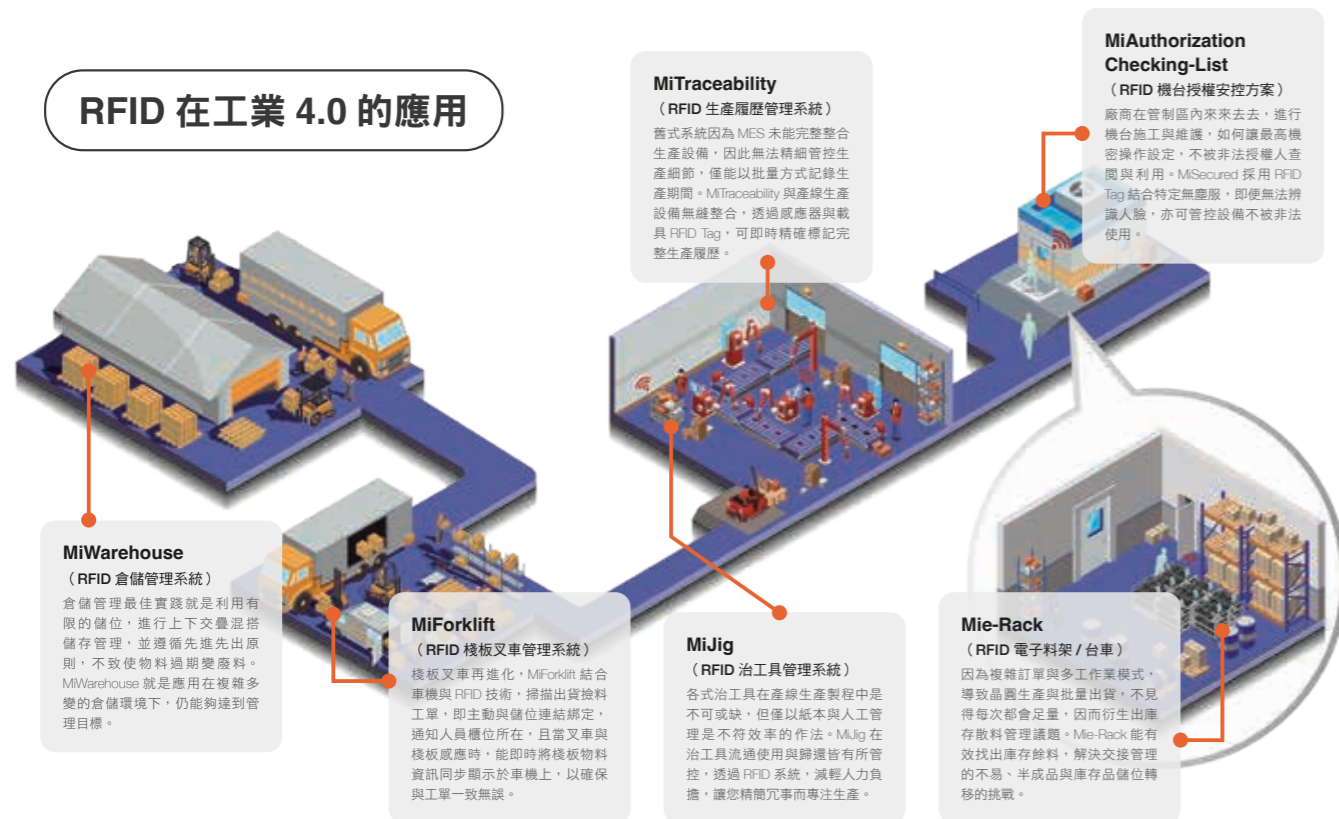 RFID 在工業 4.0 的應用
MiTraceability
（RFID 生產履歷管理系統）
舊式系統因為 MES 未能完整整合
生產設備，因此無法精細管控生
產細節，僅能以批量方式記錄生
產期間。MiTraceability 與產線生產
設備無縫整合，透過感應器與載
具 RFID Tag，可即時精確標記完
整生產履歷。
MiAuthorization
Checking-List
（RFID 機台授權安控方案）
廠商在管制區內來來去去，進行
機台施工與維護，如何讓最高機
密操作設定，不被非法授權人查
閱與利用。MiSecured 採用 RFID
Tag 結合特定無塵服，即便無法辨
識人臉，亦可管控設備不被非法
使用。
MiWarehouse
（RFID 倉儲管理系統）
倉儲管理最佳實踐就是利用有
限的儲位，進行上下交疊混搭
儲存管理，並遵循先進先出原
則，不致使物料過期變廢料。
MiWarehouse 就是應用在複雜多
變的倉儲環境下，仍能夠達到管
理目標。
MiForklift
（RFID 棧板叉車管理系統）
棧板叉車再進化，MiForklift 結合
車機與 RFID 技術，掃描出貨撿料
工單，即主動與儲位連結綁定，
通知人員櫃位所在，且當叉車與
棧板感應時，能即時將棧板物料
資訊同步顯示於車機上，以確保
與工單一致無誤。
MiJig
（RFID 治工具管理系統）
各式治工具在產線生產製程中是
不可或缺，但僅以紙本與人工管
理是不符效率的作法。MiJig 在
治工具流通使用與歸還皆有所管
控，透過 RFID 系統，減輕人力負
擔，讓您精簡冗事而專注生產。
Mie-Rack
（RFID 電子料架 / 台車）
因為複雜訂單與多工作業模式，
導致晶圓生產與批量出貨，不見
得每次都會足量，因而衍生出庫
存散料管理議題。Mie-Rack 能有
效找出庫存餘料，解決交接管理
的不易、半成品與庫存品儲位轉
移的挑戰。